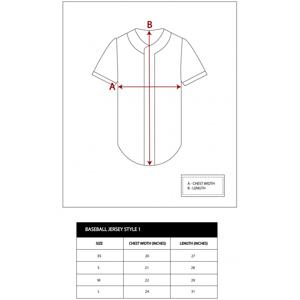 B
A
A - CHEST WIDTH
B - LENGTH
BASEBALL JERSEY STYLE 1
SIZE CHEST WIDTH (INCHES) LENGTH (INCHES)
XS 20 27
S 21 28
M 22 29
L 24 31